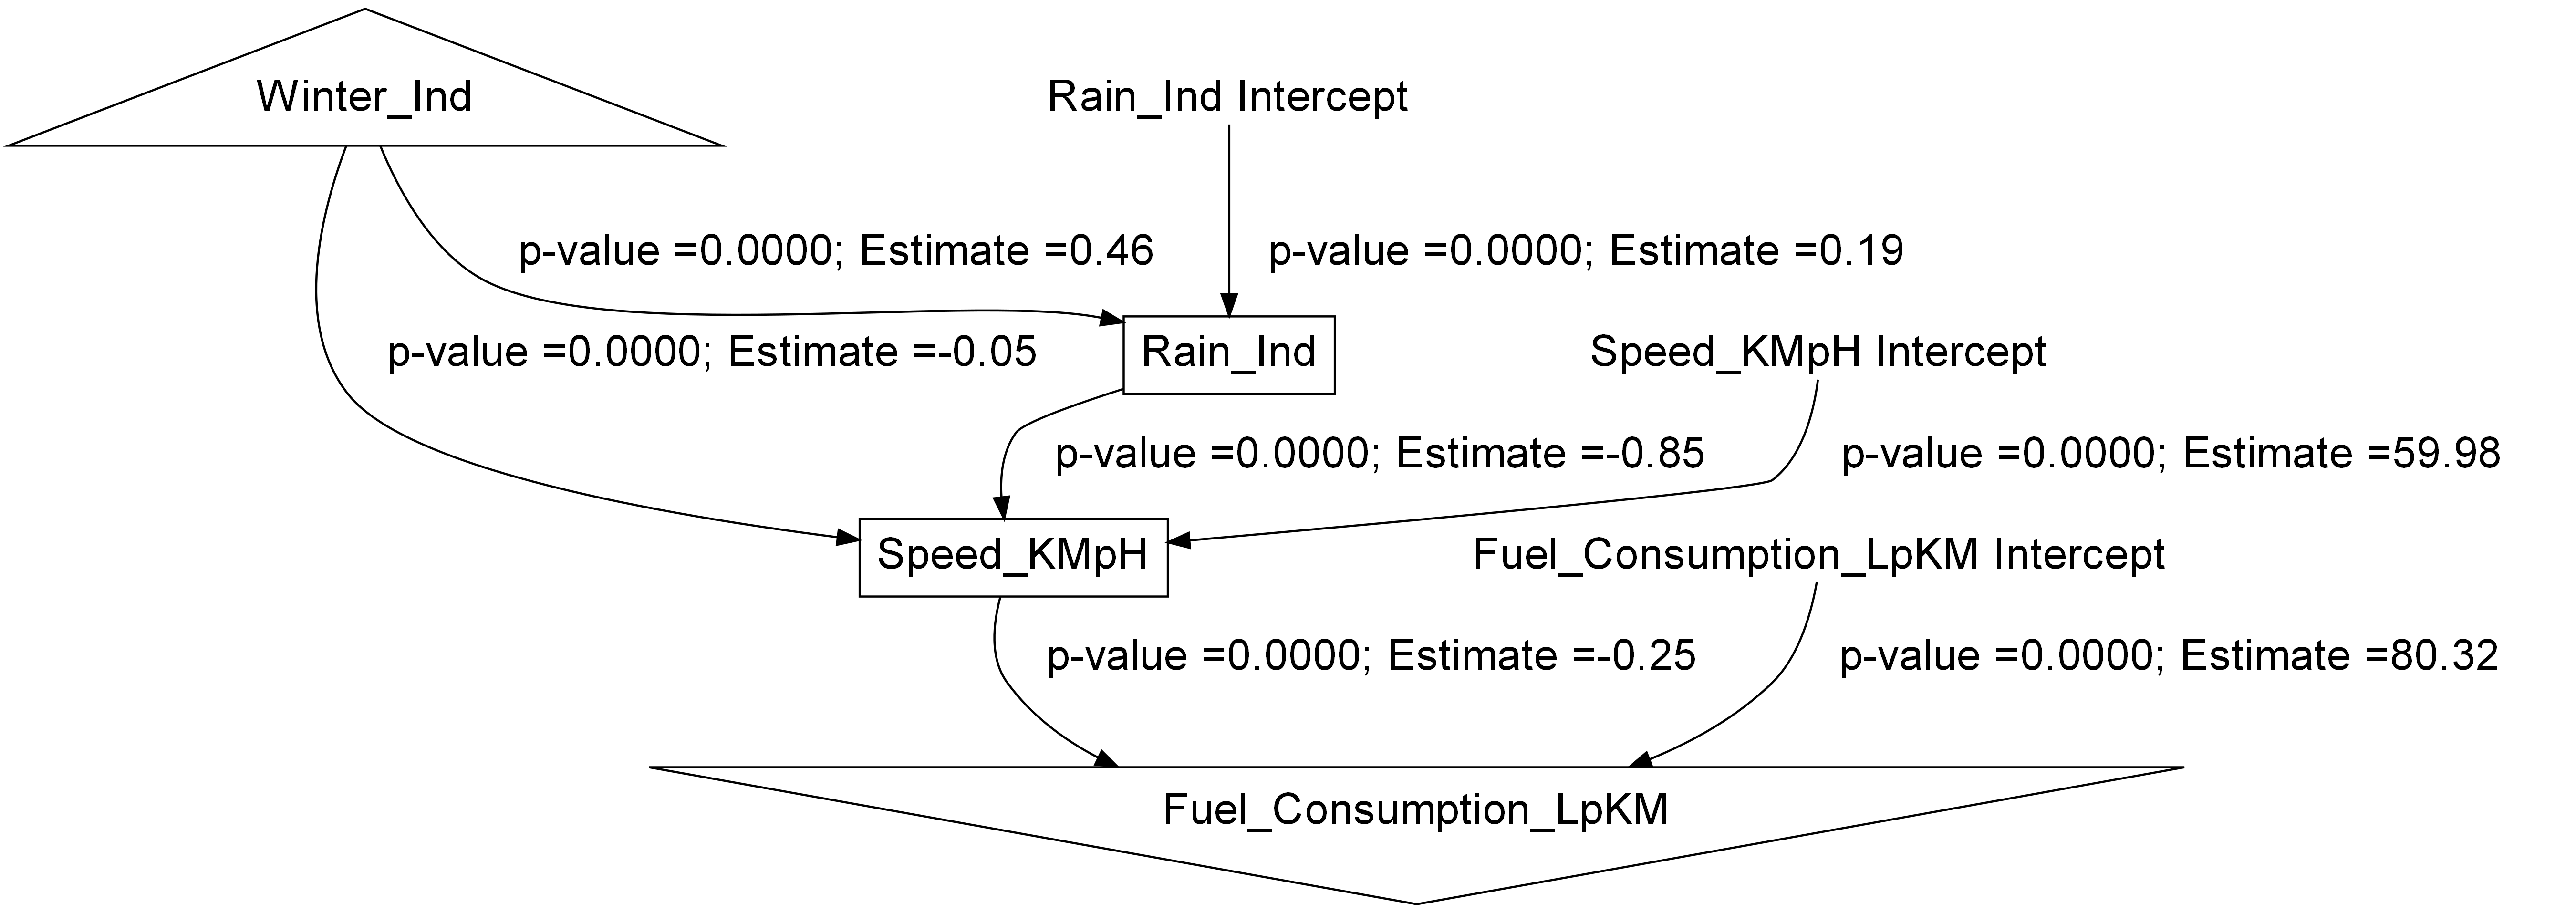 Winter_Ind
Rain_Ind Intercept
p-value =0.0000; Estimate =0.46
p-value =0.0000; Estimate =0.19
p-value =0.0000; Estimate =-0.05
Rain_Ind
Speed_KMpH Intercept
p-value =0.0000; Estimate =-0.85
p-value =0.0000; Estimate =59.98
Speed_KMpH
Fuel_Consumption_LpKM Intercept
p-value =0.0000; Estimate =-0.25
p-value =0.0000; Estimate =80.32
Fuel_Consumption_LpKM